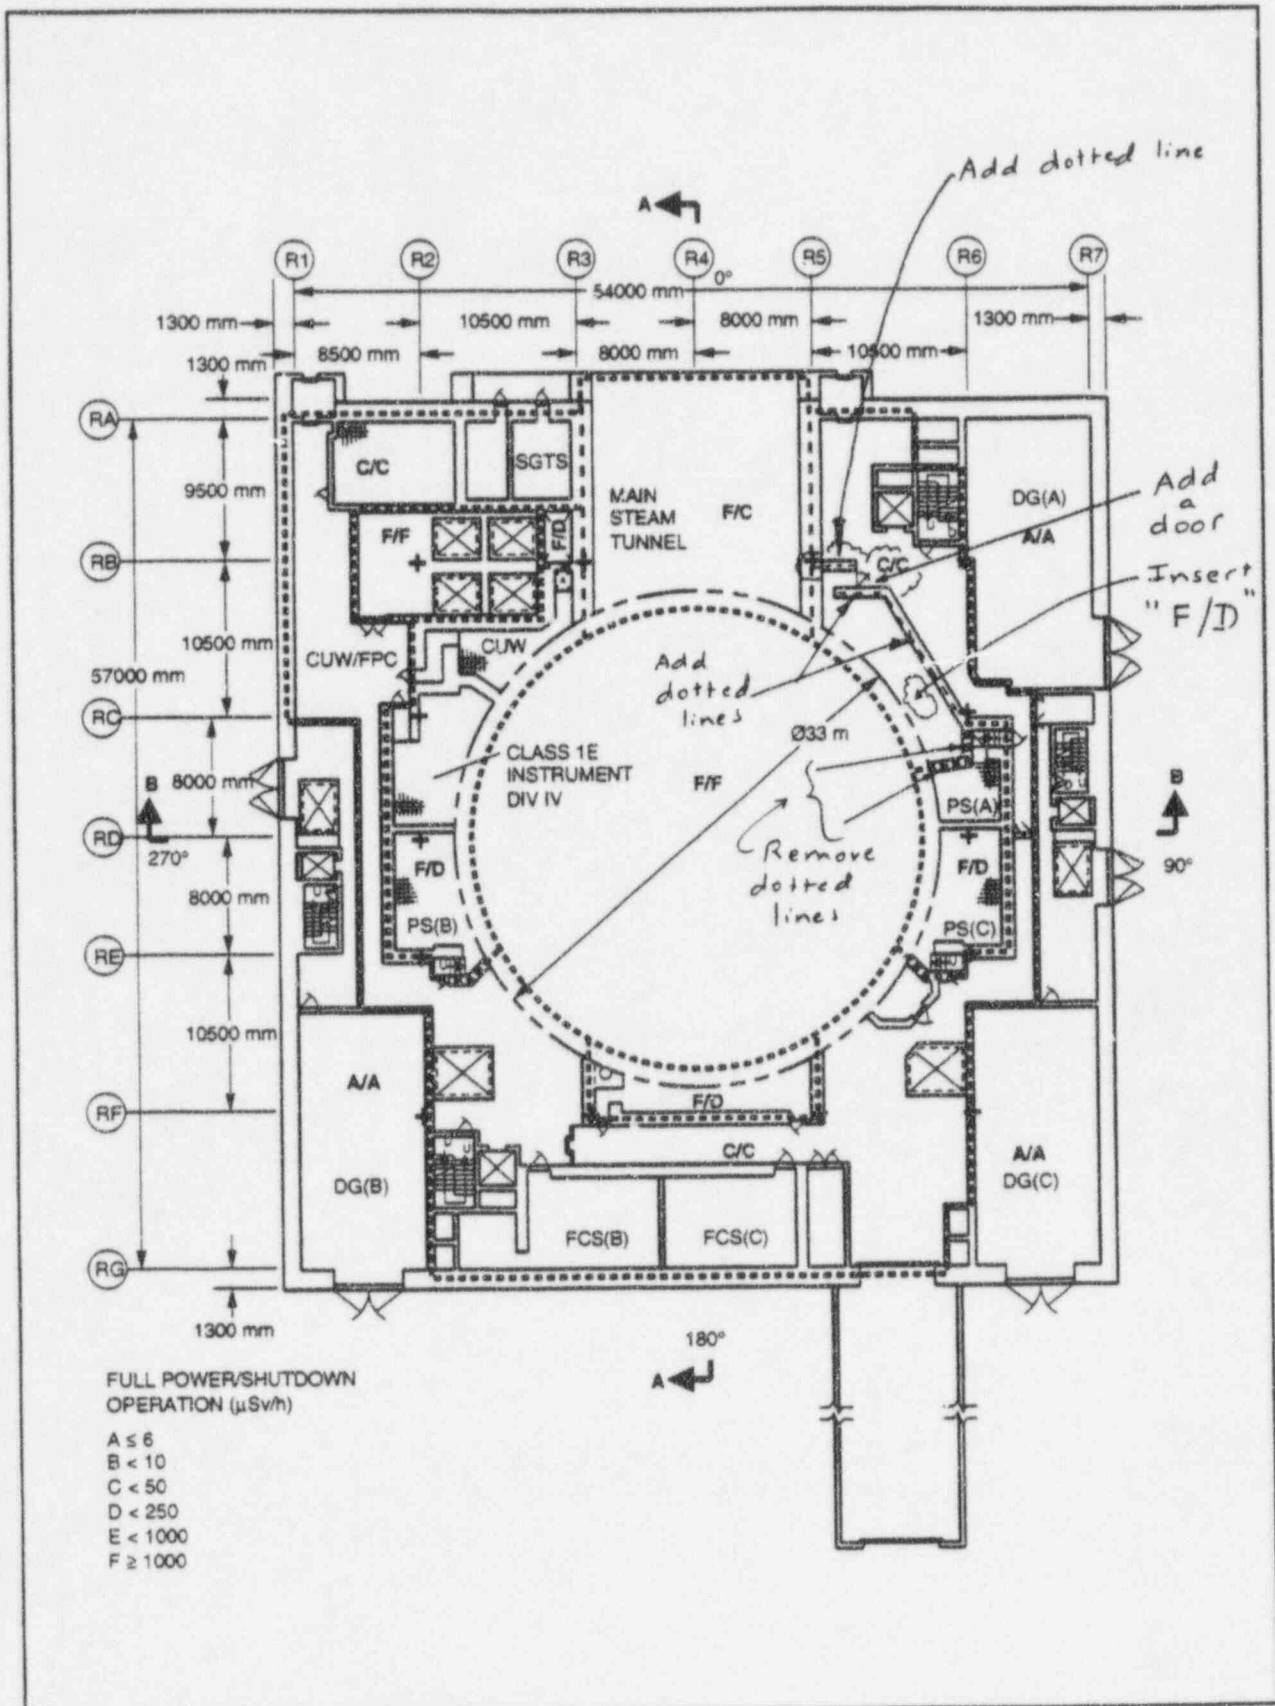 Add dotted line
A
R1 R2 R3 R4 R5 R6 R7
54000 mm 0°
1300 mm 10500 mm 8000 mm 1300 mm
8500 mm 8000 mm 10500 mm
1300 mm
RA
C/C
SGTS
9500 mm
MAIN
STEAM
TUNNEL
F/C
DG(A)
A/A
Add
a
door
F/F
F/D
RB
C/C
Insert
"F/D"
10500 mm
CUW/FPC
CUW
57000 mm
Add
dotted
lines
RC
Ø33 m
CLASS 1E
INSTRUMENT
DIV IV
F/F
8000 mm
B
B
PS(A)
RD
270°
90°
Remove
dotted
lines
F/D
F/D
8000 mm
PS(B)
PS(C)
RE
10500 mm
A/A
F/D
RF
C/C
A/A
DG(B)
DG(C)
FCS(B) FCS(C)
RG
1300 mm
180°
A
FULL POWER/SHUTDOWN
OPERATION (µSv/h)
A ≤ 6
B < 10
C < 50
D < 250
E < 1000
F ≥ 1000